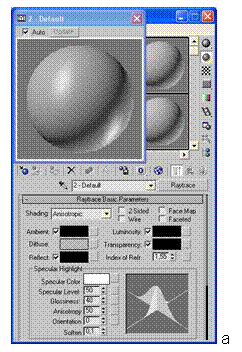 2 - Default
Auto Update
2 - Default Raytrace
Raytrace Basic Parameters
Shading: Anisotropic 2-Sided Face Map
Wire Faceted
Ambient: Luminosity:
Diffuse: Transparency:
Reflect Index of Refr: 1,55
Specular Highlight
Specular Color:
Specular Level: 50
Glossiness: 40
Anisotropy 50
Orientation 0
Soften 0,1
a